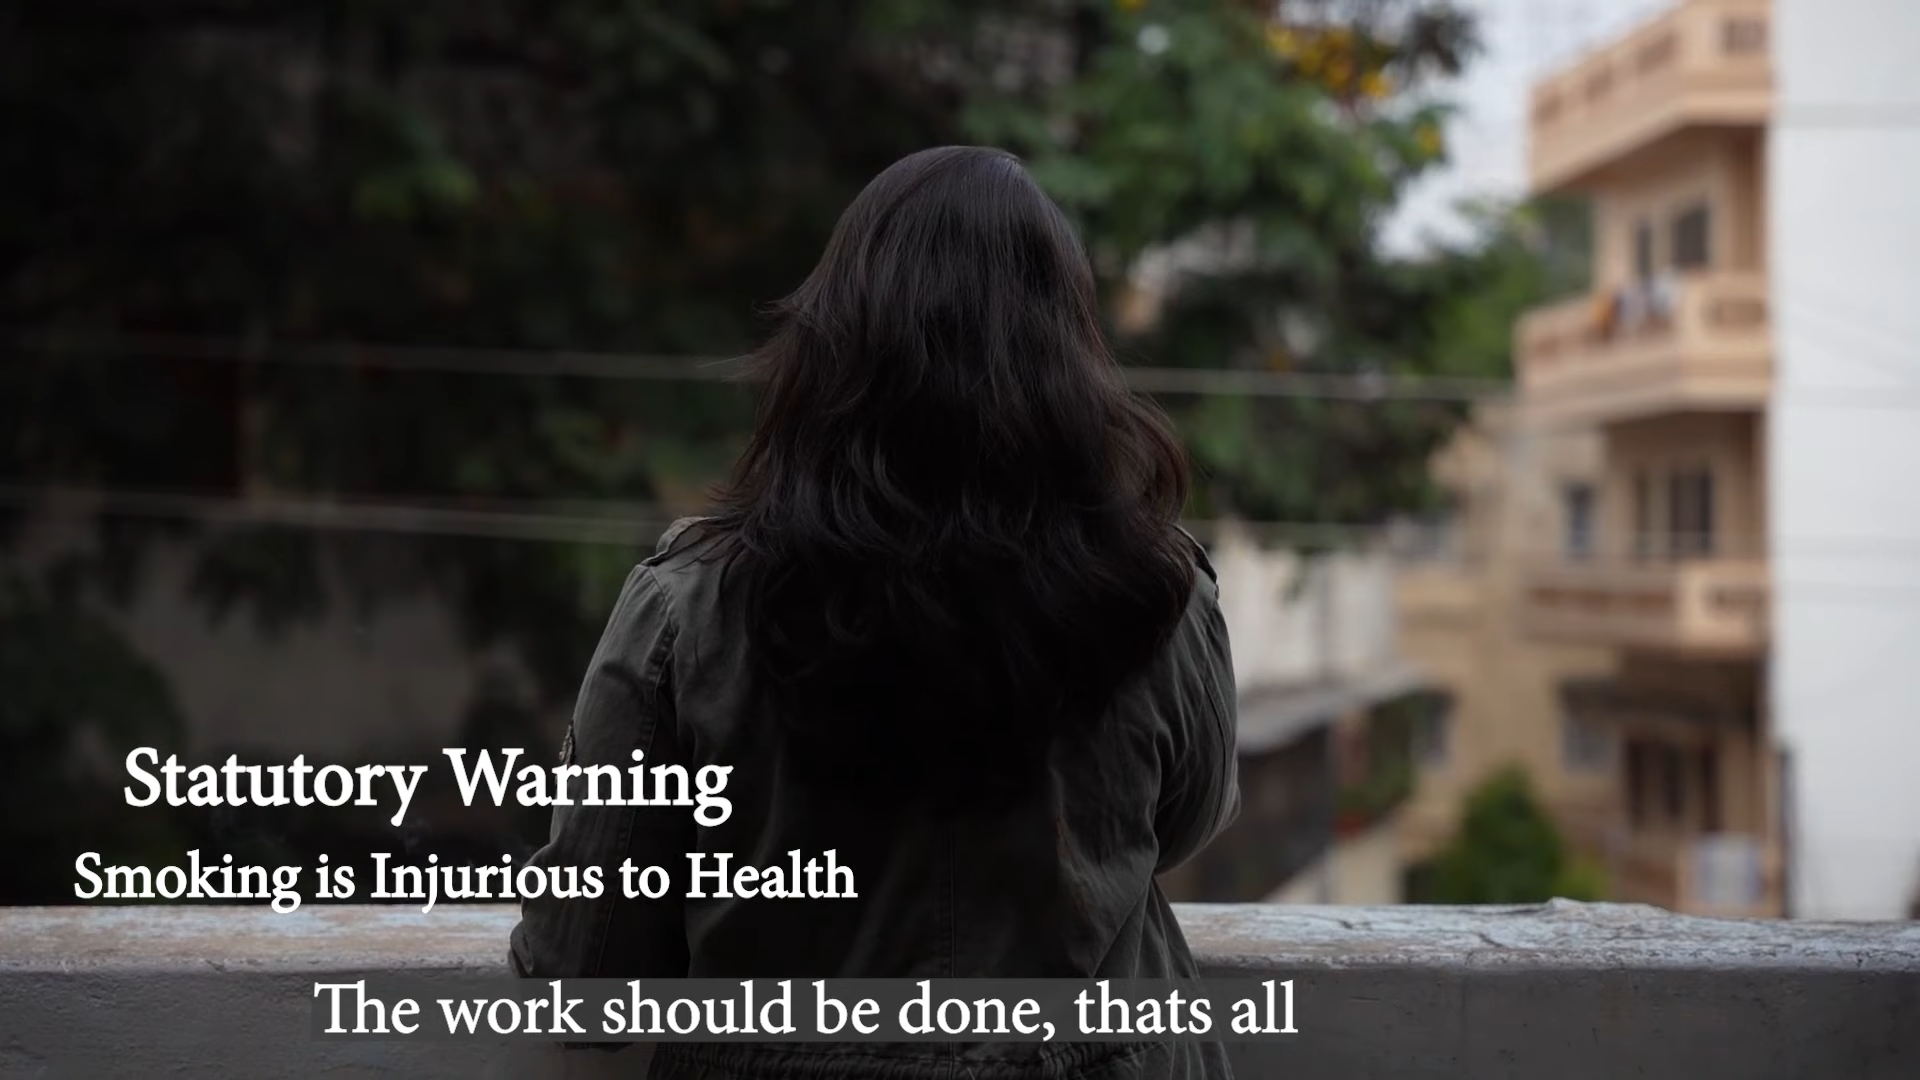 Statutory Warning
Smoking is Injurious to Health
The work should be done, thats all